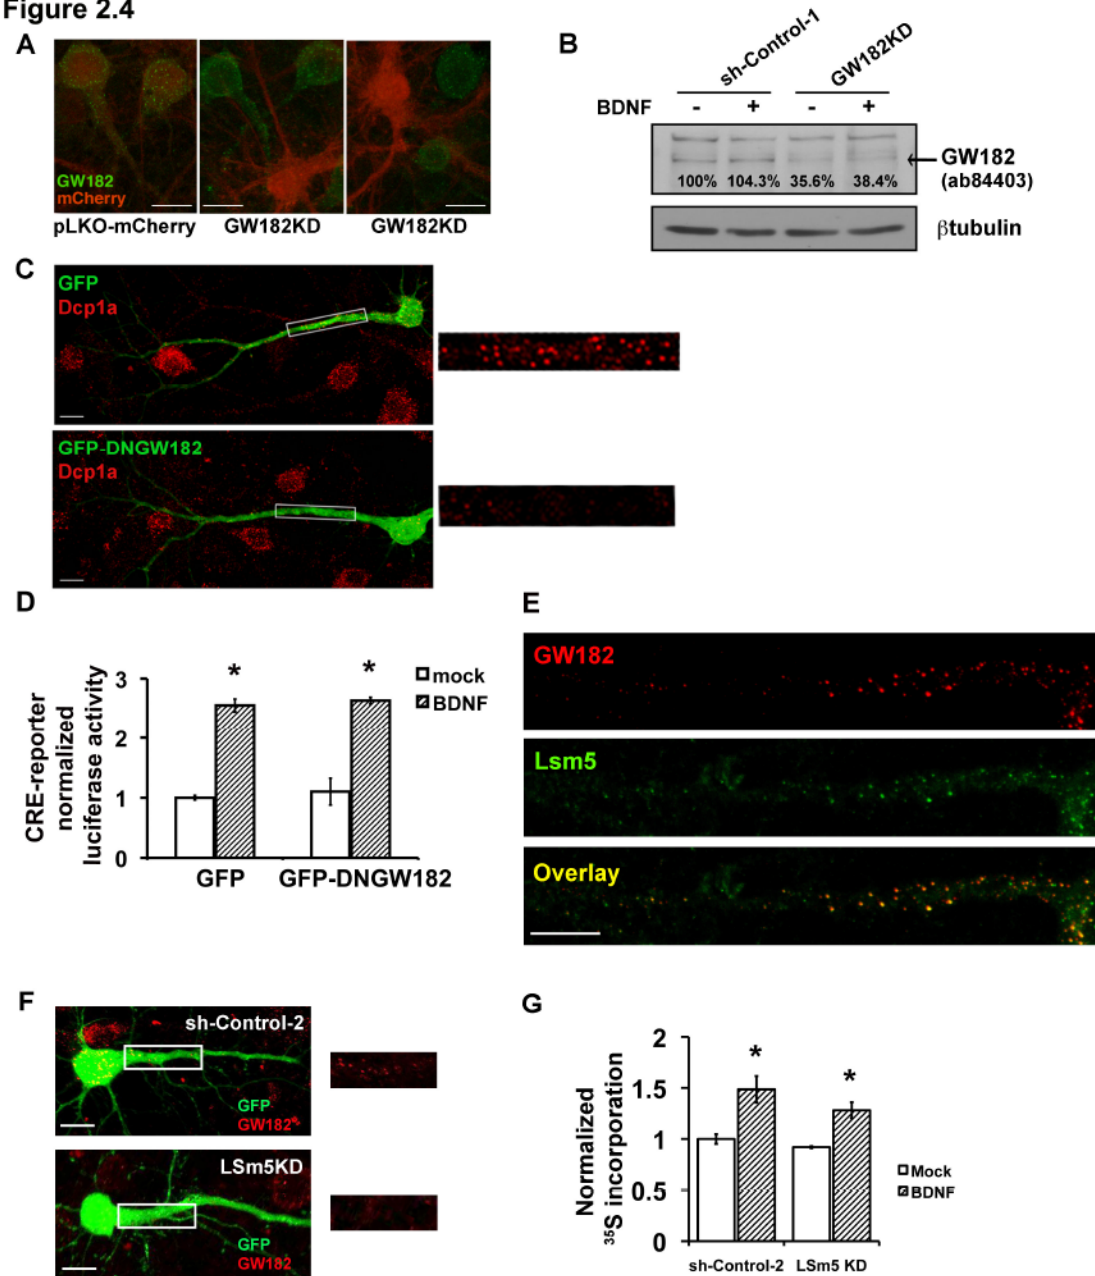 Figure 2.4
A
GW182
mCherry
pLKO-mCherry
GW182KD
GW182KD
B
sh-Control-1
GW182KD
BDNF
- + - +
100% 104.3% 35.6% 38.4%
GW182
(ab84403)
βtubulin
C
GFP
Dcp1a
GFP-DNGW182
Dcp1a
D
CRE-reporter
normalized
luciferase activity
3
2
1
0
*
*
mock
BDNF
GFP
GFP-DNGW182
E
GW182
Lsm5
Overlay
F
sh-Control-2
GFP
GW182
LSm5KD
GFP
GW182
G
Normalized
³⁵S incorporation
2
1.5
1
0.5
0
*
*
Mock
BDNF
sh-Control-2
LSm5 KD